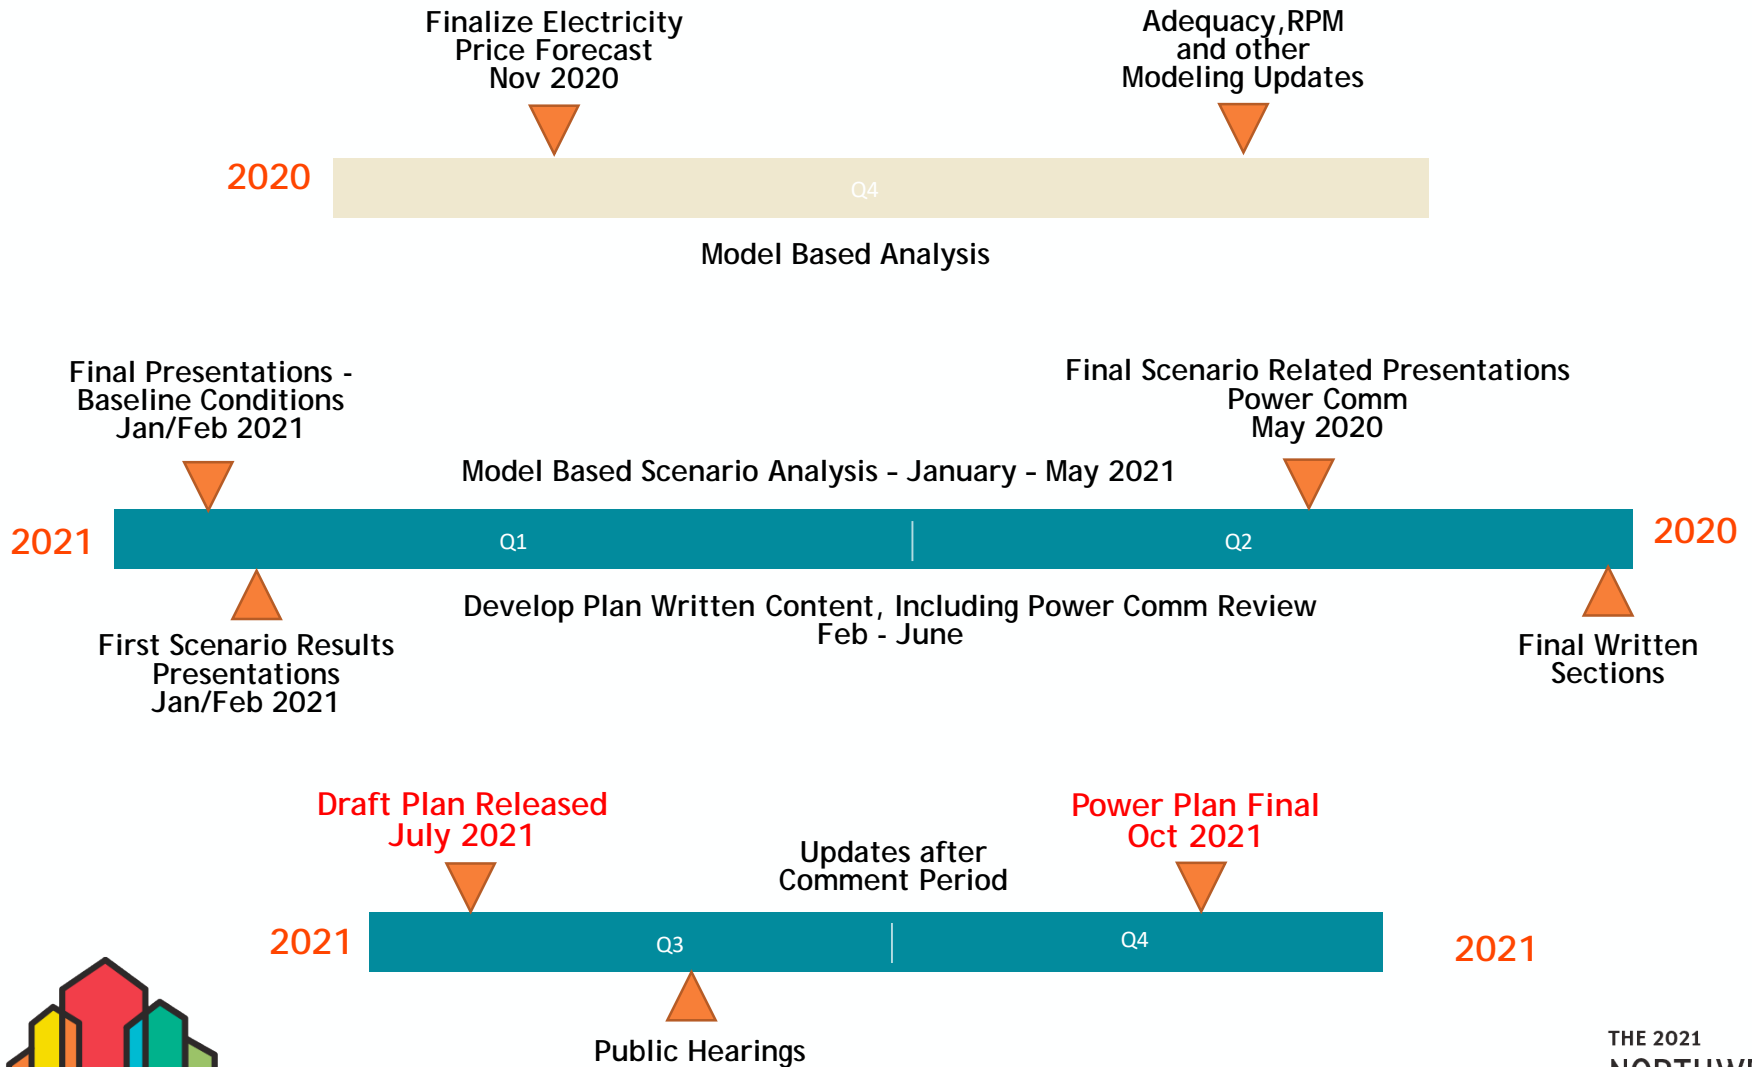 Finalize Electricity
Price Forecast
Nov 2020
Adequacy,RPM
and other
Modeling Updates
2020
Q4
Model Based Analysis
Final Presentations -
Baseline Conditions
Jan/Feb 2021
Final Scenario Related Presentations
Power Comm
May 2020
Model Based Scenario Analysis – January – May 2021
2021
Q1
Q2
2020
Develop Plan Written Content, Including Power Comm Review
Feb - June
First Scenario Results
Presentations
Jan/Feb 2021
Final Written
Sections
Draft Plan Released
July 2021
Updates after
Comment Period
Power Plan Final
Oct 2021
2021
Q3
Q4
2021
Public Hearings
THE 2021